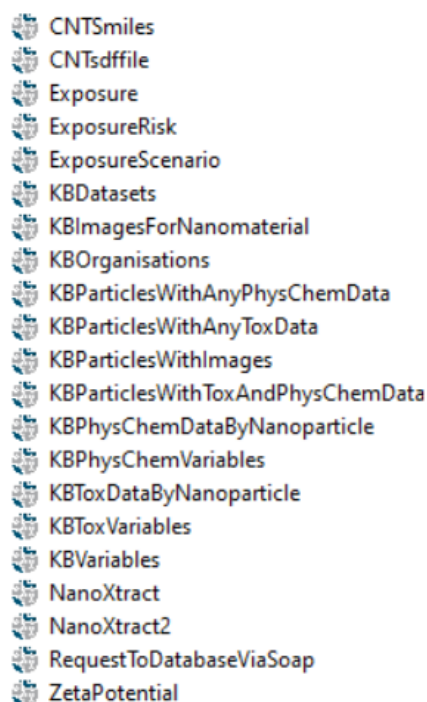 CNTSmiles
CNTsdffile
Exposure
ExposureRisk
ExposureScenario
KBDatasets
KBImagesForNanomaterial
KBOrganisations
KBParticlesWithAnyPhysChemData
KBParticlesWithAnyToxData
KBParticlesWithImages
KBParticlesWithToxAndPhysChemData
KBPhysChemDataByNanoparticle
KBPhysChemVariables
KBToxDataByNanoparticle
KBToxVariables
KBVariables
NanoXtract
NanoXtract2
RequestToDatabaseViaSoap
ZetaPotential